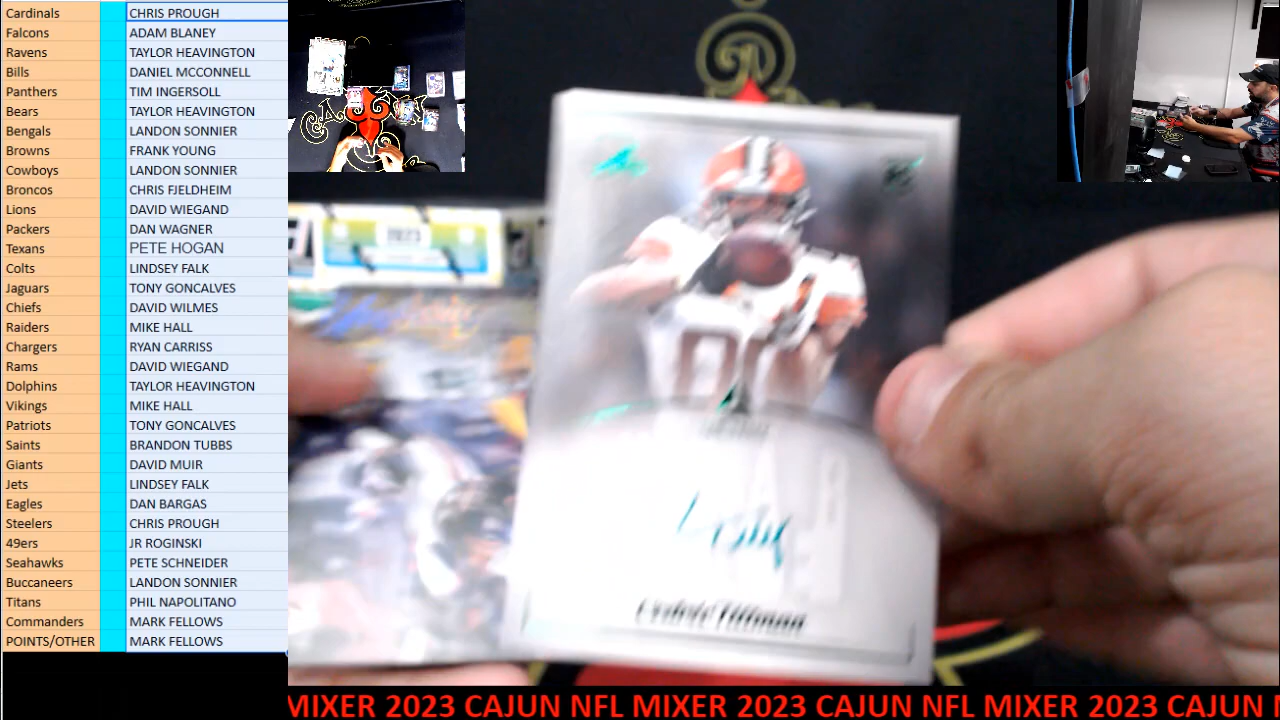 Cardinals CHRIS PROUGH
Falcons ADAM BLANEY
Ravens TAYLOR HEAVINGTON
Bills DANIEL MCCONNELL
Panthers TIM INGERSOLL
Bears TAYLOR HEAVINGTON
Bengals LANDON SONNIER
Browns FRANK YOUNG
Cowboys LANDON SONNIER
Broncos CHRIS FJELDHEIM
Lions DAVID WIEGAND
Packers DAN WAGNER
Texans PETE HOGAN
Colts LINDSEY FALK
Jaguars TONY GONCALVES
Chiefs DAVID WILMES
Raiders MIKE HALL
Chargers RYAN CARRISS
Rams DAVID WIEGAND
Dolphins TAYLOR HEAVINGTON
Vikings MIKE HALL
Patriots TONY GONCALVES
Saints BRANDON TUBBS
Giants DAVID MUIR
Jets LINDSEY FALK
Eagles DAN BARGAS
Steelers CHRIS PROUGH
49ers JR ROGINSKI
Seahawks PETE SCHNEIDER
Buccaneers LANDON SONNIER
Titans PHIL NAPOLITANO
Commanders MARK FELLOWS
POINTS/OTHER MARK FELLOWS
2023
Cedric Tillman
MIXER 2023 CAJUN NFL MIXER 2023 CAJUN NFL MIXER 2023 CAJUN